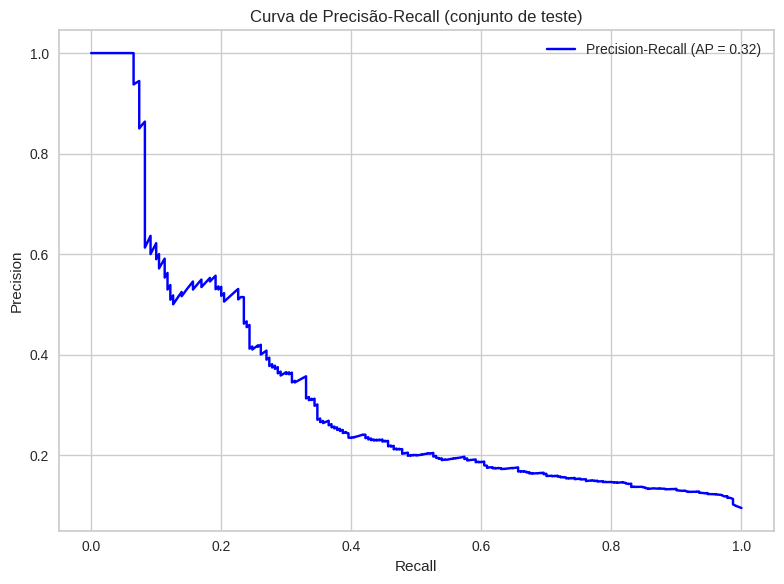 Curva de Precisão-Recall (conjunto de teste)
Precision-Recall (AP = 0.32)
1.0
0.8
0.6
0.4
0.2
Precision
0.0 0.2 0.4 0.6 0.8 1.0
Recall